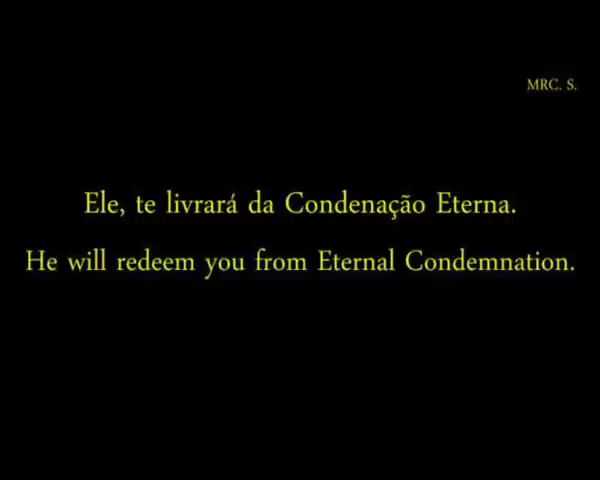 MRC. S.
Ele, te livrará da Condenação Eterna.
He will redeem you from Eternal Condemnation.